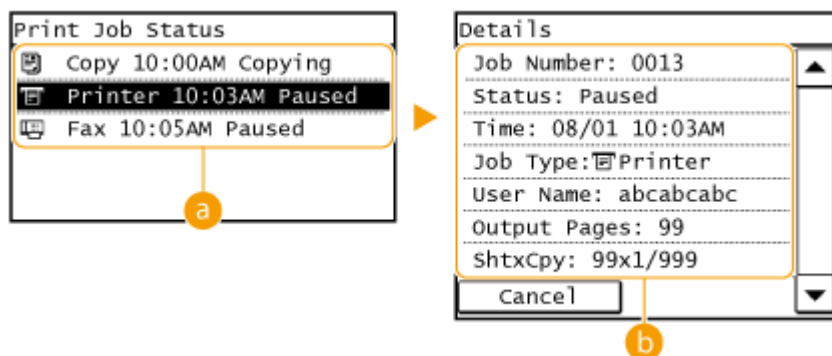 Print Job Status
Copy 10:00AM Copying
Printer 10:03AM Paused
Fax 10:05AM Paused
a
Details
Job Number: 0013
Status: Paused
Time: 08/01 10:03AM
Job Type: Printer
User Name: abcabcabc
Output Pages: 99
ShtxCpy: 99x1/999
Cancel
b